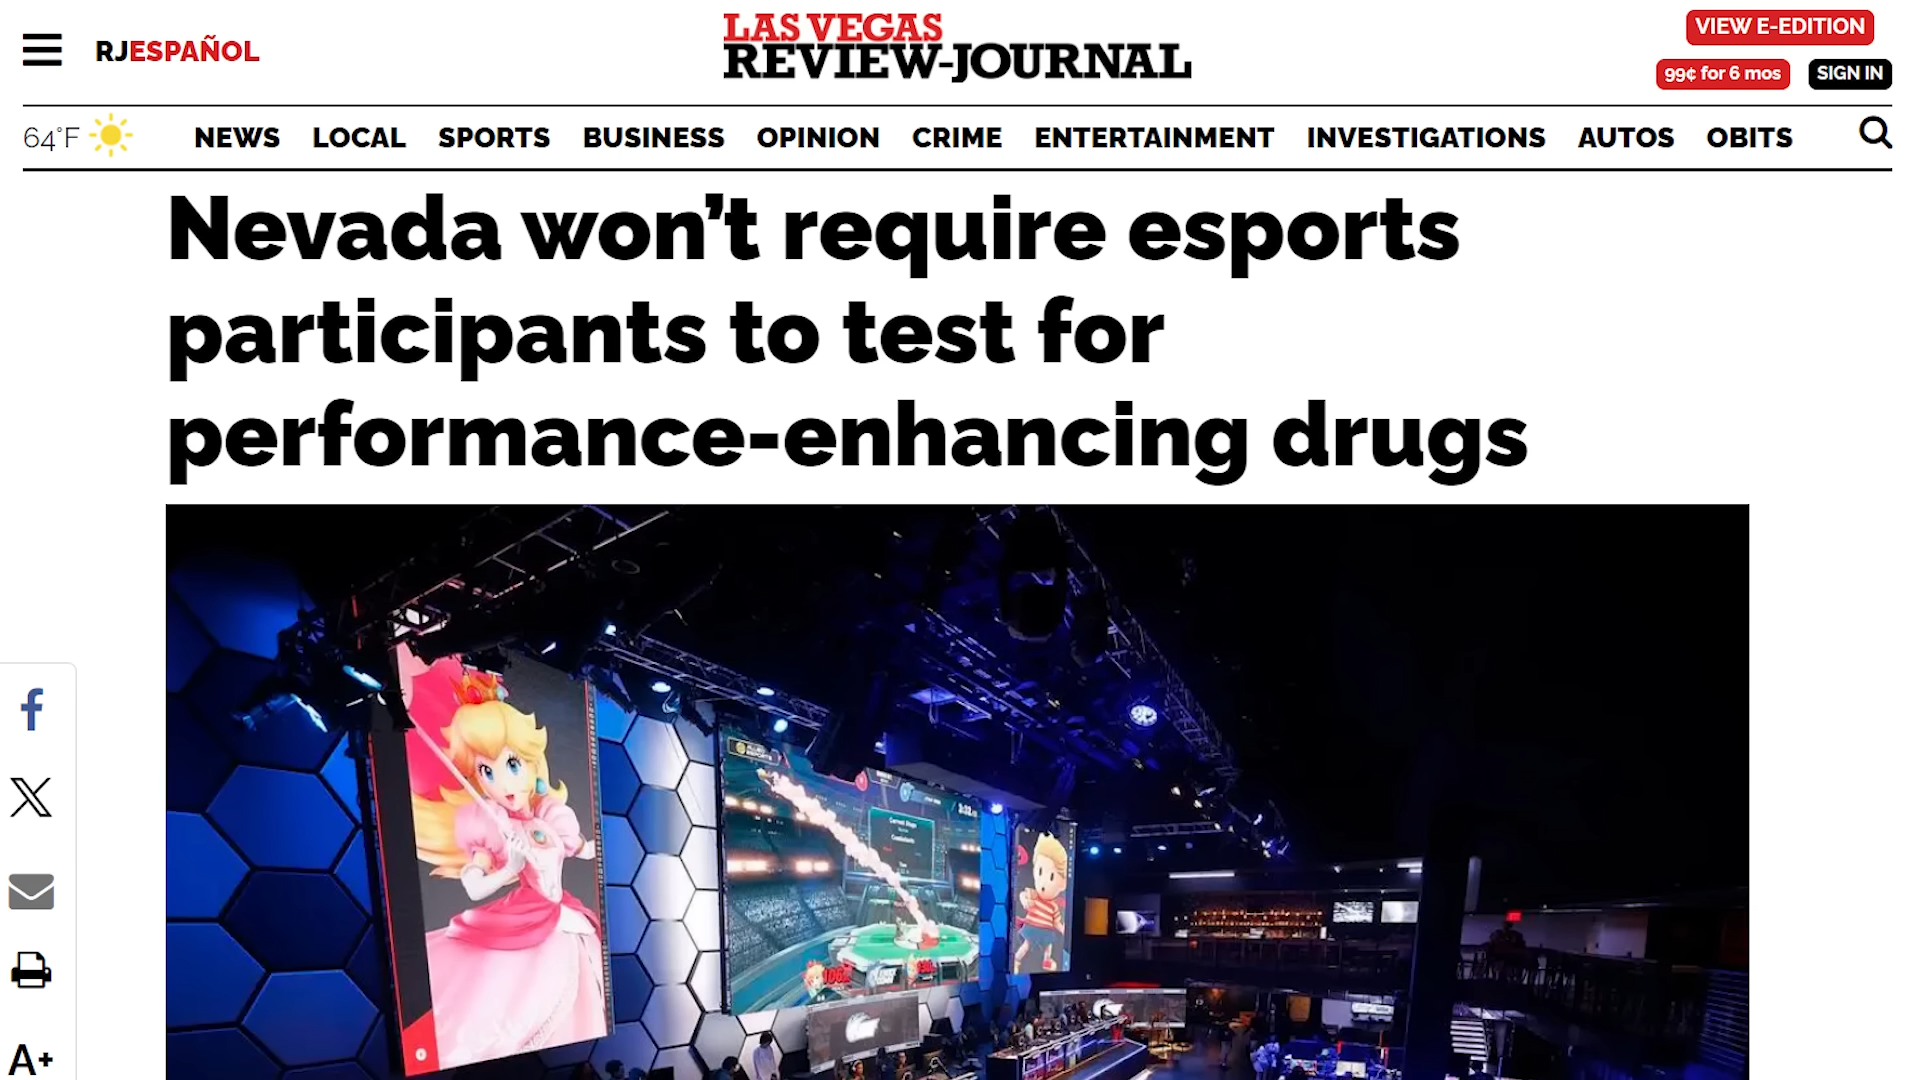 RJESPAÑOL
LAS VEGAS
REVIEW-JOURNAL
VIEW E-EDITION
99¢ for 6 mos
SIGN IN
64°F
NEWS LOCAL SPORTS BUSINESS OPINION CRIME ENTERTAINMENT INVESTIGATIONS AUTOS OBITS
Nevada won’t require esports
participants to test for
performance-enhancing drugs
A+